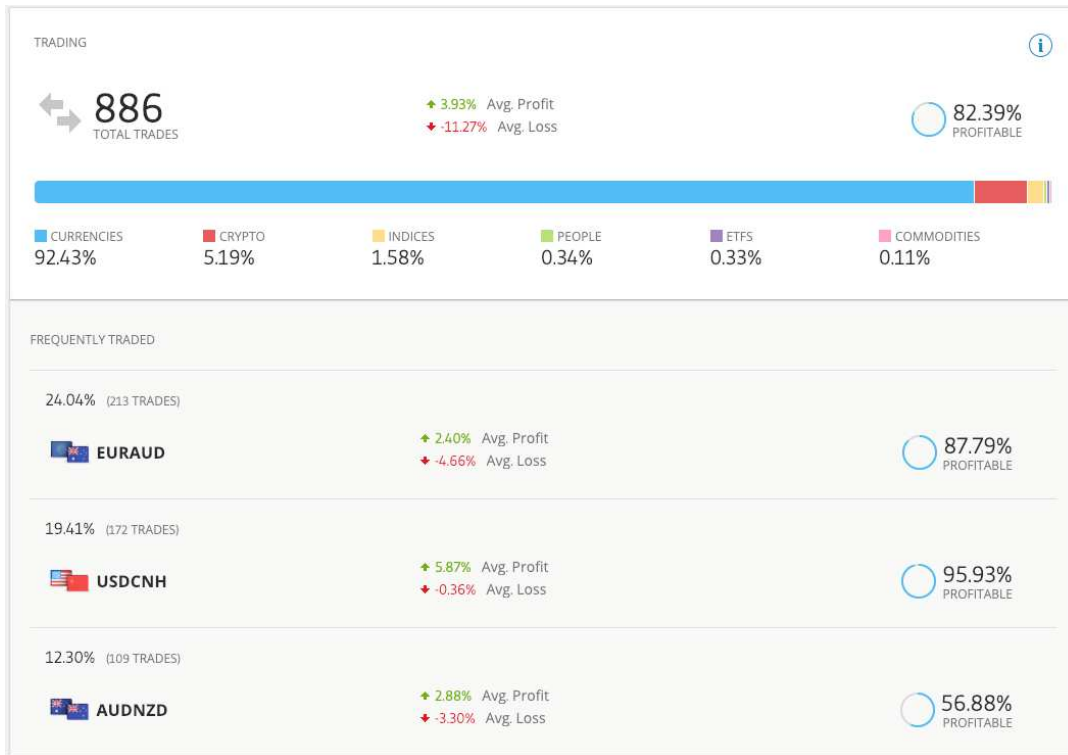 TRADING
i
886
TOTAL TRADES
3.93% Avg. Profit
-11.27% Avg. Loss
82.39%
PROFITABLE
CURRENCIES
92.43%
CRYPTO
5.19%
INDICES
1.58%
PEOPLE
0.34%
ETFS
0.33%
COMMODITIES
0.11%
FREQUENTLY TRADED
24.04% (213 TRADES)
EURAUD
2.40% Avg. Profit
-4.66% Avg. Loss
87.79%
PROFITABLE
19.41% (172 TRADES)
USDCNH
5.87% Avg. Profit
-0.36% Avg. Loss
95.93%
PROFITABLE
12.30% (109 TRADES)
AUDNZD
2.88% Avg. Profit
-3.30% Avg. Loss
56.88%
PROFITABLE